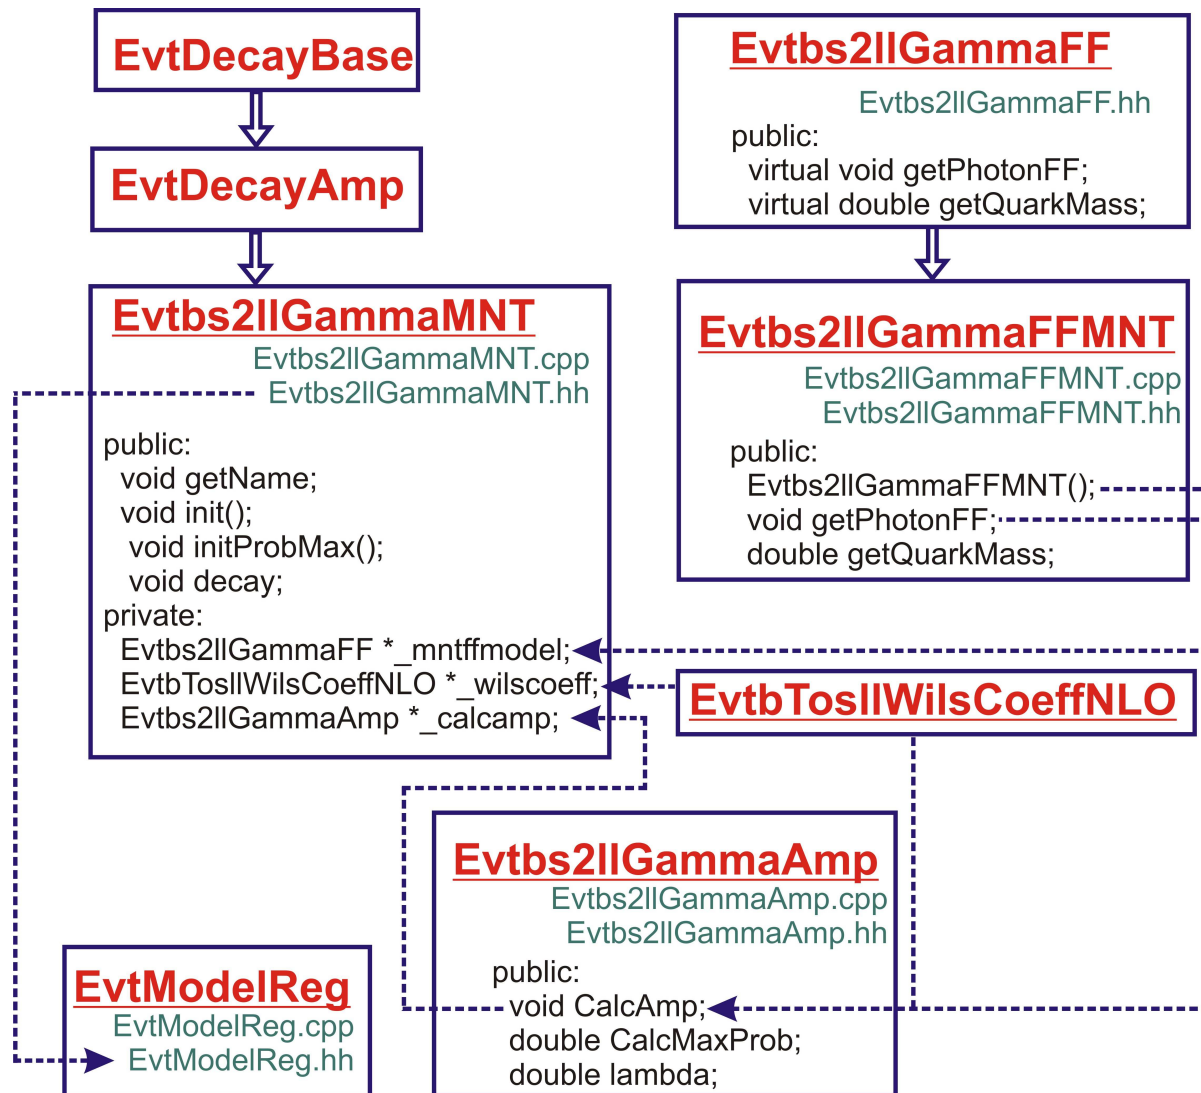 EvtDecayBase
EvtDecayAmp
Evtbs2llGammaMNT
Evtbs2llGammaMNT.cpp
Evtbs2llGammaMNT.hh
public:
void getName;
void init();
void initProbMax();
void decay;
private:
Evtbs2llGammaFF *_mntffmodel;
EvtbTosllWilsCoeffNLO *_wilscoeff;
Evtbs2llGammaAmp *_calcamp;
Evtbs2llGammaFF
Evtbs2llGammaFF.hh
public:
virtual void getPhotonFF;
virtual double getQuarkMass;
Evtbs2llGammaFFMNT
Evtbs2llGammaFFMNT.cpp
Evtbs2llGammaFFMNT.hh
public:
Evtbs2llGammaFFMNT();
void getPhotonFF;
double getQuarkMass;
EvtbTosllWilsCoeffNLO
Evtbs2llGammaAmp
Evtbs2llGammaAmp.cpp
Evtbs2llGammaAmp.hh
public:
void CalcAmp;
double CalcMaxProb;
double lambda;
EvtModelReg
EvtModelReg.cpp
EvtModelReg.hh